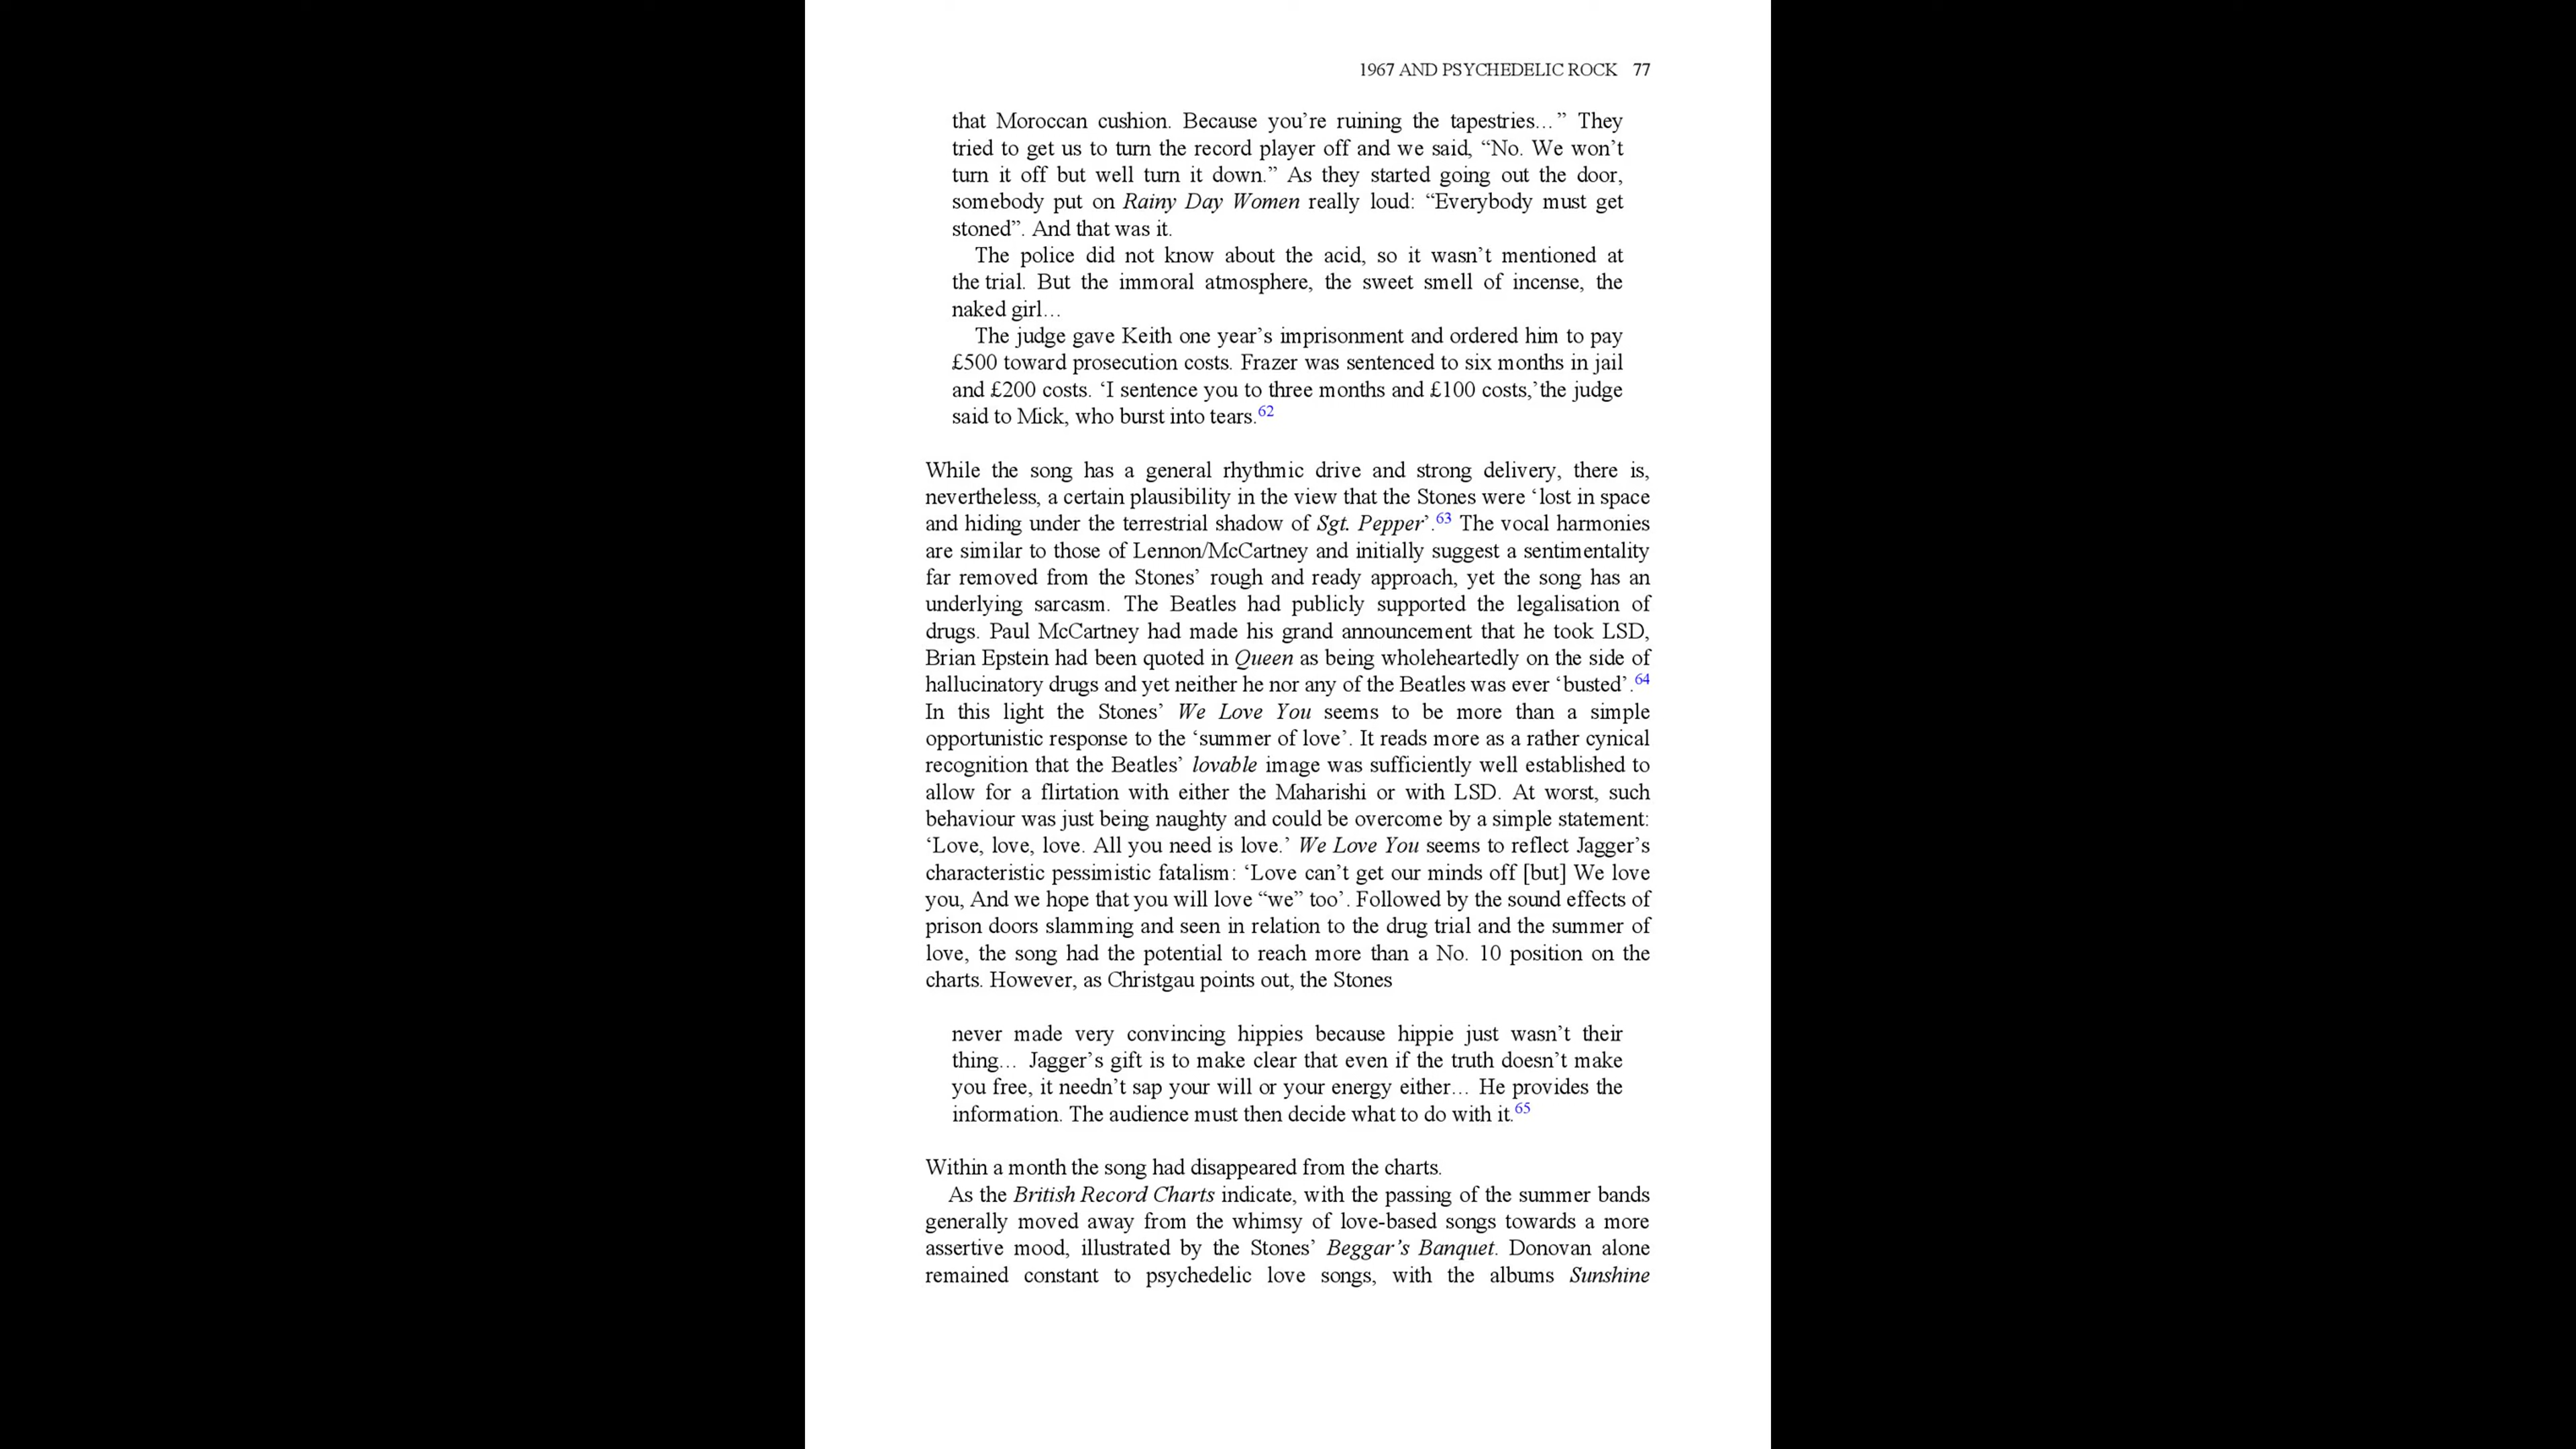 1967 AND PSYCHEDELIC ROCK 77
that Moroccan cushion. Because you’re ruining the tapestries…” They
tried to get us to turn the record player off and we said, “No. We won’t
turn it off but well turn it down.” As they started going out the door,
somebody put on Rainy Day Women really loud: “Everybody must get
stoned”. And that was it.
The police did not know about the acid, so it wasn’t mentioned at
the trial. But the immoral atmosphere, the sweet smell of incense, the
naked girl…
The judge gave Keith one year’s imprisonment and ordered him to pay
£500 toward prosecution costs. Frazer was sentenced to six months in jail
and £200 costs. ‘I sentence you to three months and £100 costs,’the judge
said to Mick, who burst into tears.62
While the song has a general rhythmic drive and strong delivery, there is,
nevertheless, a certain plausibility in the view that the Stones were ‘lost in space
and hiding under the terrestrial shadow of Sgt. Pepper’.63 The vocal harmonies
are similar to those of Lennon/McCartney and initially suggest a sentimentality
far removed from the Stones’ rough and ready approach, yet the song has an
underlying sarcasm. The Beatles had publicly supported the legalisation of
drugs. Paul McCartney had made his grand announcement that he took LSD,
Brian Epstein had been quoted in Queen as being wholeheartedly on the side of
hallucinatory drugs and yet neither he nor any of the Beatles was ever ‘busted’.64
In this light the Stones’ We Love You seems to be more than a simple
opportunistic response to the ‘summer of love’. It reads more as a rather cynical
recognition that the Beatles’ lovable image was sufficiently well established to
allow for a flirtation with either the Maharishi or with LSD. At worst, such
behaviour was just being naughty and could be overcome by a simple statement:
‘Love, love, love. All you need is love.’ We Love You seems to reflect Jagger’s
characteristic pessimistic fatalism: ‘Love can’t get our minds off [but] We love
you, And we hope that you will love “we” too’. Followed by the sound effects of
prison doors slamming and seen in relation to the drug trial and the summer of
love, the song had the potential to reach more than a No. 10 position on the
charts. However, as Christgau points out, the Stones
never made very convincing hippies because hippie just wasn’t their
thing… Jagger’s gift is to make clear that even if the truth doesn’t make
you free, it needn’t sap your will or your energy either… He provides the
information. The audience must then decide what to do with it.65
Within a month the song had disappeared from the charts.
As the British Record Charts indicate, with the passing of the summer bands
generally moved away from the whimsy of love-based songs towards a more
assertive mood, illustrated by the Stones’ Beggar’s Banquet. Donovan alone
remained constant to psychedelic love songs, with the albums Sunshine